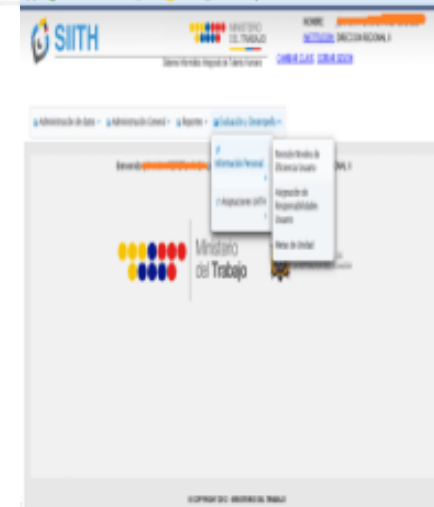 SIITH
MINISTERIO
DEL TRABAJO
Sistema Informático Integrado de Talento Humano
NOMBRE:
INSTITUCION: DIRECCION REGIONAL
CAMBIAR CLAVE CERRAR SESION
Administración de datos Administración General Reportes Evaluación y Desempeño
Bienvenido
Información Personal
Asignaciones UATH
Revisión Niveles de
Eficiencia Usuario
Asignación de
Responsabilidades
Usuario
Metas de Unidad
Ministerio
del Trabajo
© COPYRIGHT 2012 - MINISTERIO DEL TRABAJO